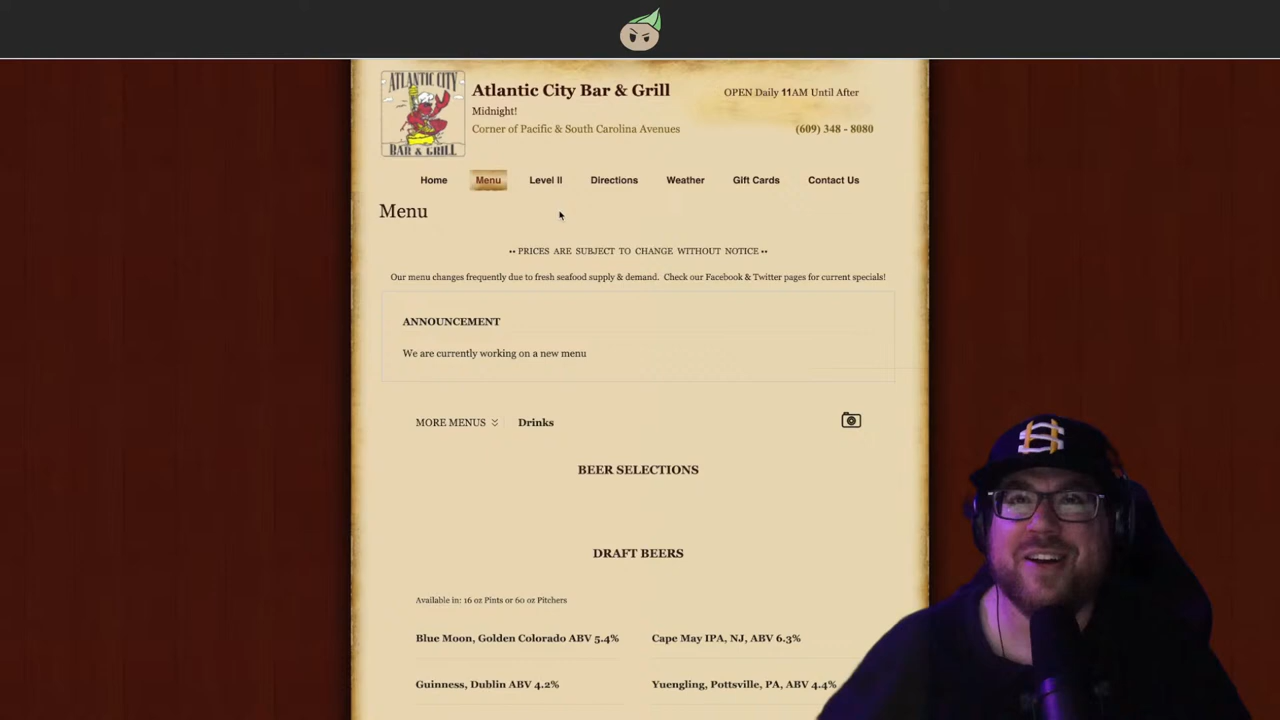 ATLANTIC CITY
BAR & GRILL
Atlantic City Bar & Grill
OPEN Daily 11AM Until After
Midnight!
Corner of Pacific & South Carolina Avenues
(609) 348 - 8080
Home Menu Level II Directions Weather Gift Cards Contact Us
Menu
•• PRICES ARE SUBJECT TO CHANGE WITHOUT NOTICE ••
Our menu changes frequently due to fresh seafood supply & demand. Check our Facebook & Twitter pages for current specials!
ANNOUNCEMENT
We are currently working on a new menu
MORE MENUS Drinks
BEER SELECTIONS
DRAFT BEERS
Available in: 16 oz Pints or 60 oz Pitchers
Blue Moon, Golden Colorado ABV 5.4% Cape May IPA, NJ, ABV 6.3%
Guinness, Dublin ABV 4.2% Yuengling, Pottsville, PA, ABV 4.4%